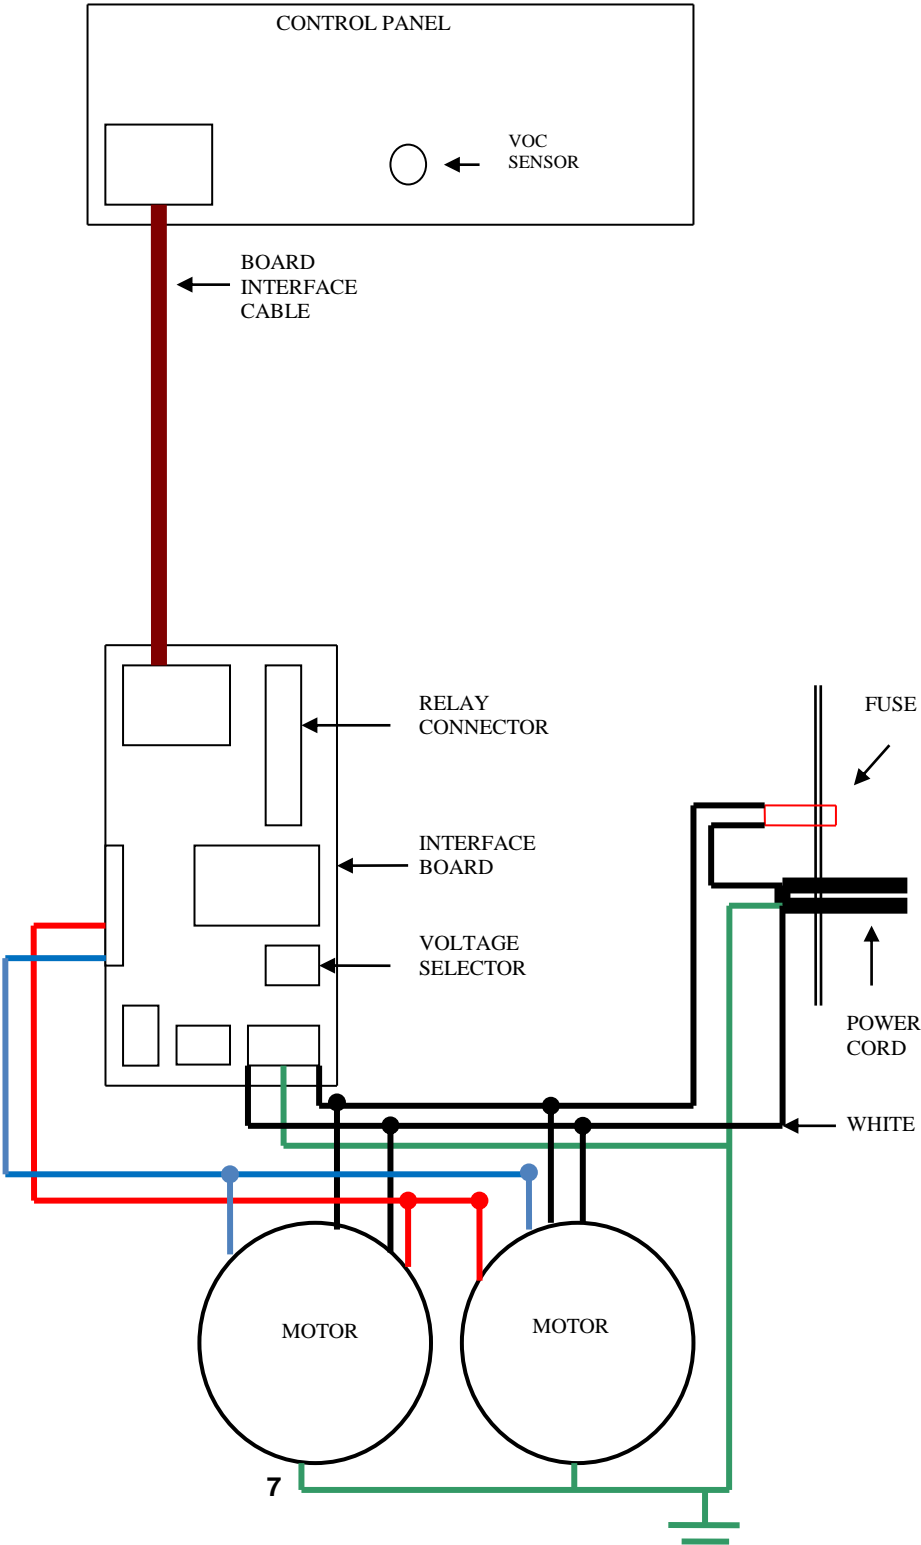 CONTROL PANEL
VOC
SENSOR
BOARD
INTERFACE
CABLE
RELAY
CONNECTOR
FUSE
INTERFACE
BOARD
VOLTAGE
SELECTOR
POWER
CORD
WHITE
MOTOR
MOTOR
7